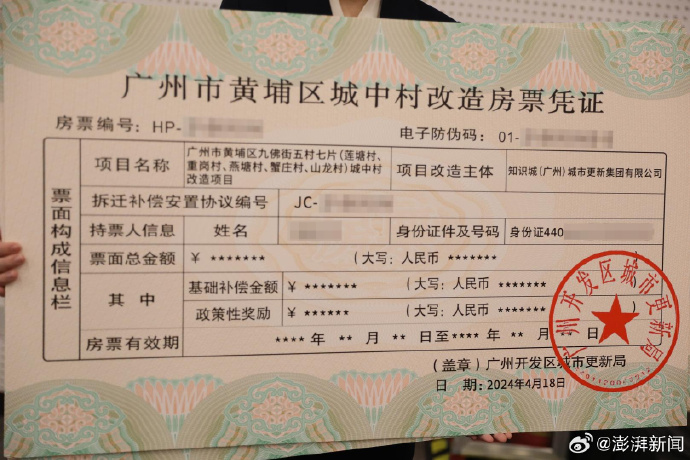 广州市黄埔区城中村改造房票凭证
房票编号：HP-
电子防伪码：01-
票面构成信息栏
项目名称
广州市黄埔区九佛街五村七片（莲塘村、
重岗村、燕塘村、蟹庄村、山龙村）城中村
改造项目
项目改造主体
知识城（广州）城市更新集团有限公司
拆迁补偿安置协议编号
JC-
持票人信息
姓名
身份证件及号码
身份证440
票面总金额
¥ ******* （大写：人民币 *******
其中
基础补偿金额
¥ ******* （大写：人民币 *******
政策性奖励
¥ ****** （大写：人民币 ******
房票有效期
**** 年 ** 月 ** 日至 **** 年 ** 月 ** 日
（盖章）广州开发区城市更新局
日 期：2024年4月18日
广州开发区城市更新局
@澎湃新闻